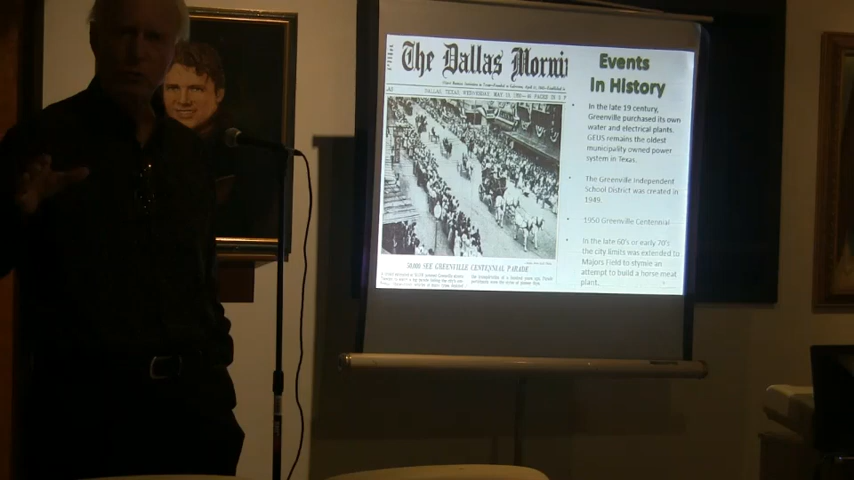 The Dallas Morni
DALLAS, TEXAS, WEDNESDAY, MAY
50,000 SEE GREENVILLE CENTENNIAL PARADE
Events
in History
In the late 19 century,
Greenville purchased its own
water and electrical plants.
GEUS remains the oldest
municipality owned power
system in Texas.
The Greenville Independent
School District was created in
1949.
1950 Greenville Centennial
In the late 60's or early 70's
the city limits was extended to
Majors Field to stymie an
attempt to build a horse meat
plant.